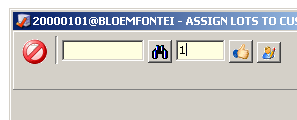 20000101@BLOEMFONTEI - ASSIGN LOTS TO CUS
1